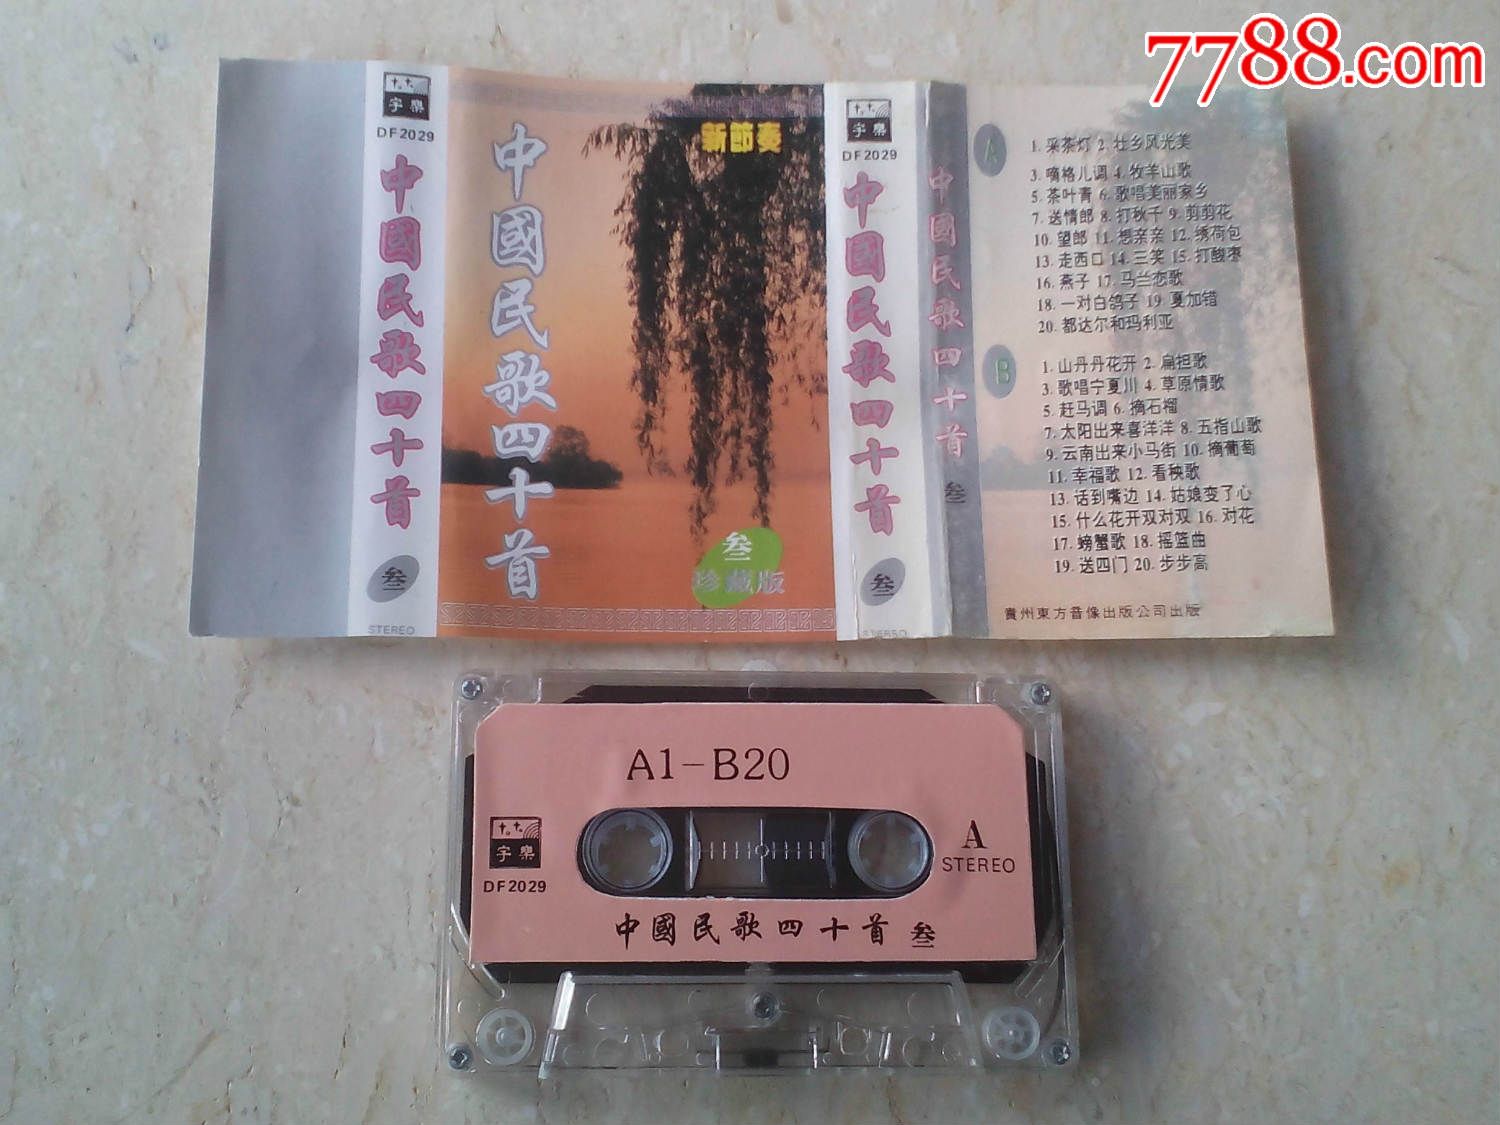 7788.com
字樂
DF2029
中國民歌四十首
叁
STEREO
新節奏
中國民歌四十首
叁
珍藏版
字樂
DF2029
中國民歌四十首
叁
STEREO
中國民歌四十首
叁
A
1. 采茶灯 2. 壮乡风光美
3. 嘀格儿调 4. 牧羊山歌
5. 茶叶青 6. 歌唱美丽家乡
7. 送情郎 8. 打秋千 9. 剪剪花
10. 望郎 11. 想亲亲 12. 绣荷包
13. 走西口 14. 三笑 15. 打酸枣
16. 燕子 17. 马兰恋歌
18. 一对白鸽子 19. 夏加错
20. 都达尔和玛利亚
B
1. 山丹丹花开 2. 扁担歌
3. 歌唱宁夏川 4. 草原情歌
5. 赶马调 6. 摘石榴
7. 太阳出来喜洋洋 8. 五指山歌
9. 云南出来小马街 10. 摘葡萄
11. 幸福歌 12. 看秧歌
13. 话到嘴边 14. 姑娘变了心
15. 什么花开双对双 16. 对花
17. 螃蟹歌 18. 摇篮曲
19. 送四门 20. 步步高
貴州東方音像出版公司出版
A1-B20
字樂
DF2029
A
STEREO
中國民歌四十首 叁